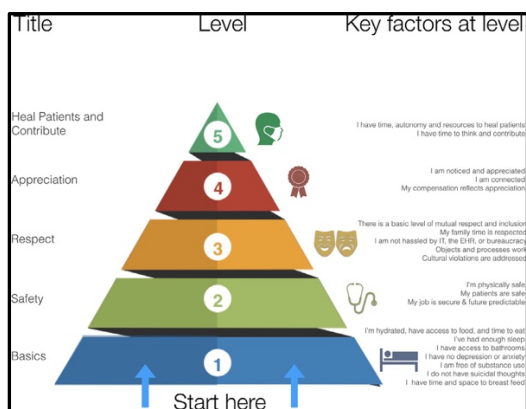 Title Level Key factors at level
Heal Patients and
Contribute
5
I have time, autonomy and resources to heal patients
I have time to think and contribute
Appreciation
4
I am noticed and appreciated
I am connected
My compensation reflects appreciation
Respect
3
There is a basic level of mutual respect and inclusion
My family time is respected
I am not hassled by IT, the EHR, or bureaucracy
Objects and processes work
Cultural violations are addressed
Safety
2
I'm physically safe
My patients are safe
My job is secure & future predictable
Basics
1
I'm hydrated, have access to food, and time to eat
I've had enough sleep
I have access to bathrooms
I have no depression or anxiety
I am free of substance use
I do not have suicidal thoughts
I have time and space to breast feed
Start here